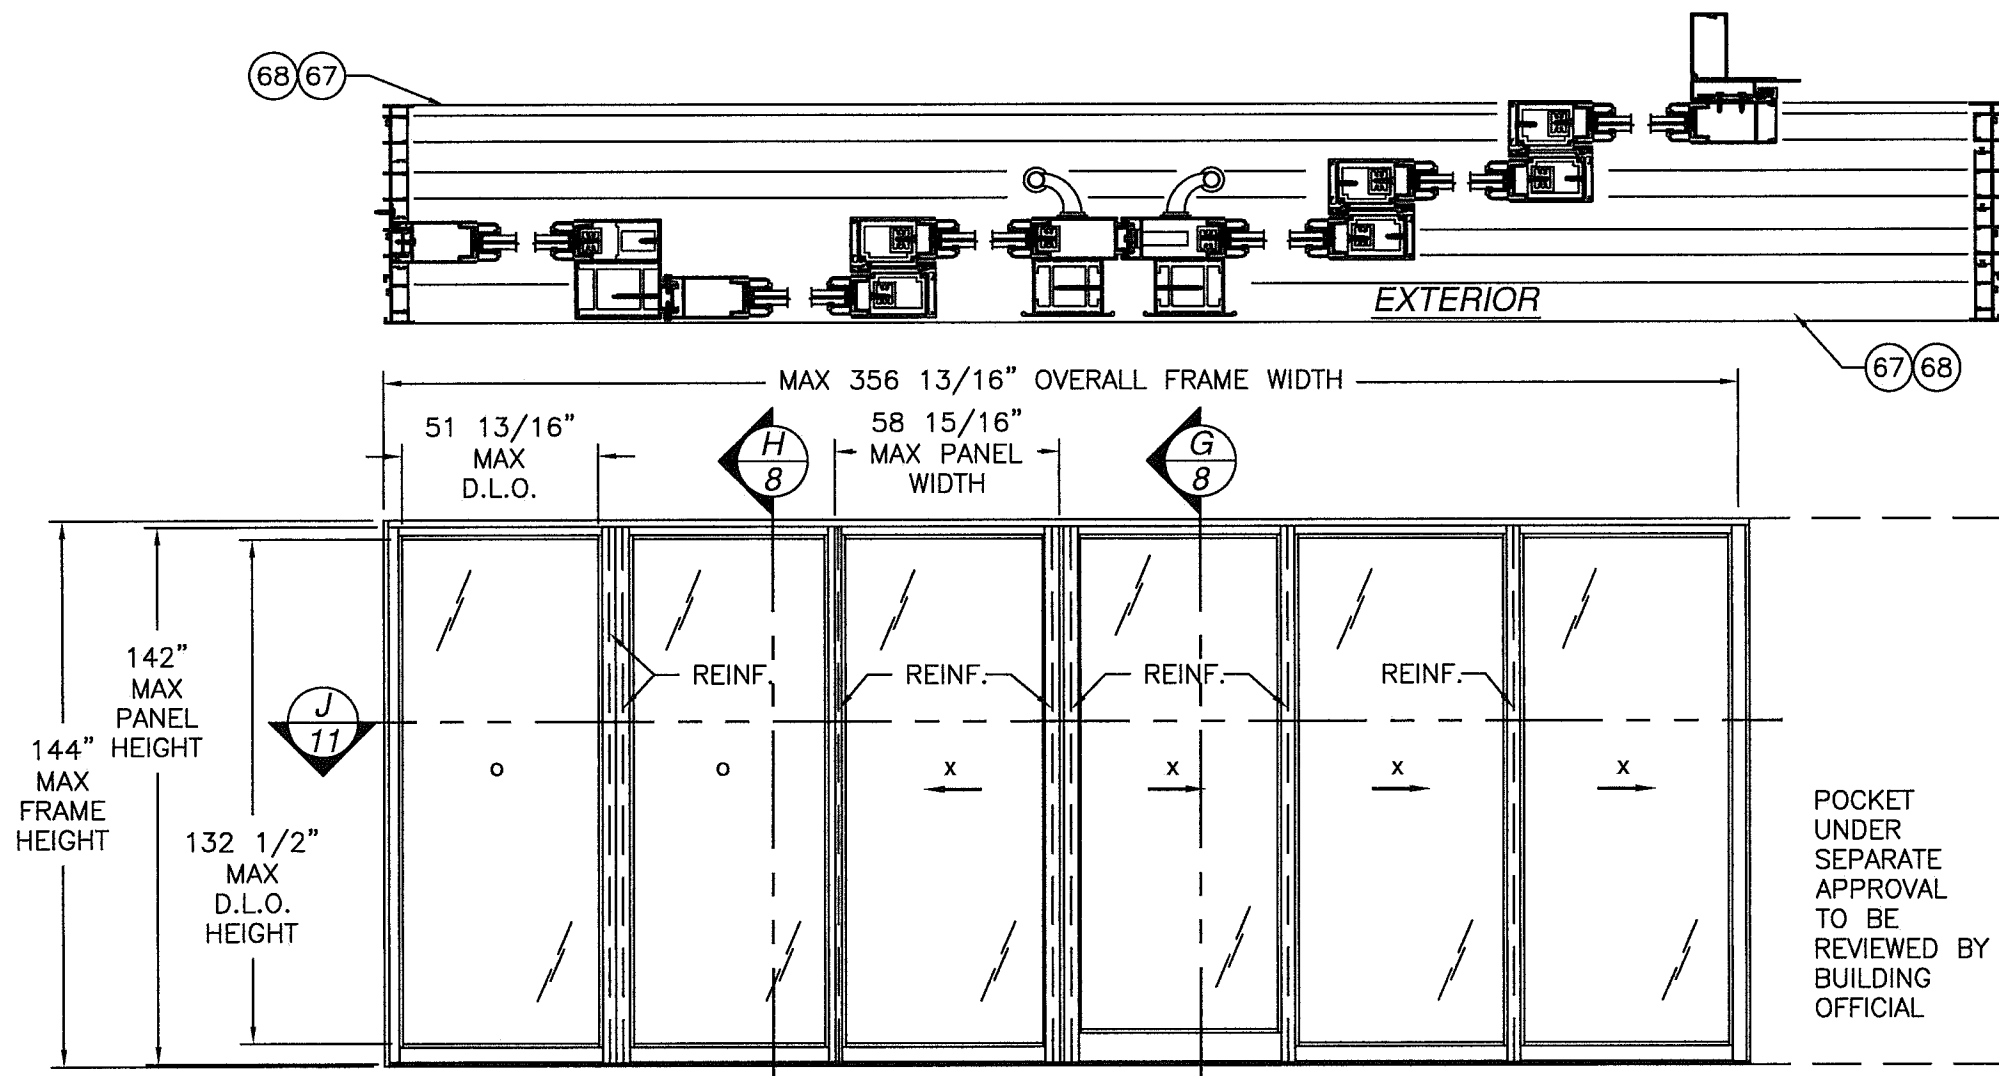 68 67
EXTERIOR
67 68
MAX 356 13/16" OVERALL FRAME WIDTH
51 13/16"
MAX
D.L.O.
H
8
58 15/16"
MAX PANEL
WIDTH
G
8
142"
MAX
PANEL
HEIGHT
144"
MAX
FRAME
HEIGHT
132 1/2"
MAX
D.L.O.
HEIGHT
J
11
REINF.
REINF.
REINF.
REINF.
o
o
x
x
x
x
POCKET
UNDER
SEPARATE
APPROVAL
TO BE
REVIEWED BY
BUILDING
OFFICIAL